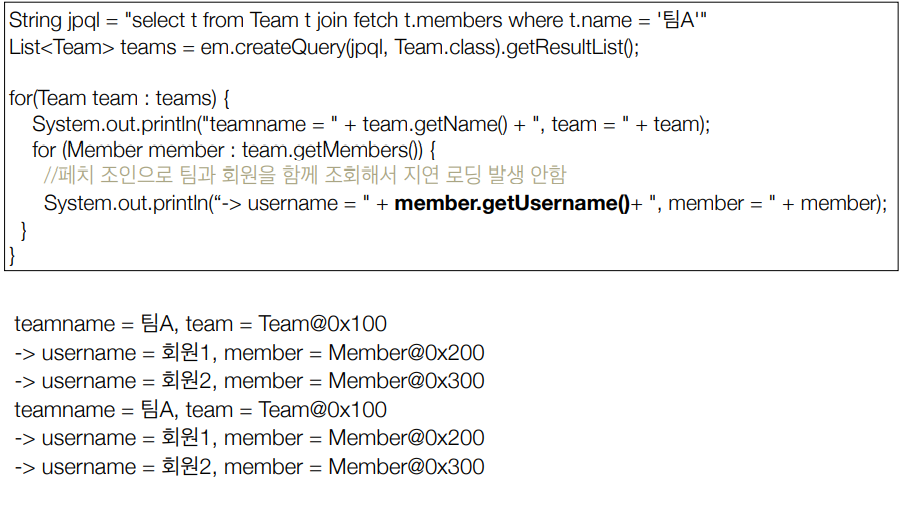 String jpql = "select t from Team t join fetch t.members where t.name = '팀A'"
List<Team> teams = em.createQuery(jpql, Team.class).getResultList();
for(Team team : teams) {
System.out.println("teamname = " + team.getName() + ", team = " + team);
for (Member member : team.getMembers()) {
//페치 조인으로 팀과 회원을 함께 조회해서 지연 로딩 발생 안함
System.out.println(“-> username = " + member.getUsername()+ ", member = " + member);
}
}
teamname = 팀A, team = Team@0x100
-> username = 회원1, member = Member@0x200
-> username = 회원2, member = Member@0x300
teamname = 팀A, team = Team@0x100
-> username = 회원1, member = Member@0x200
-> username = 회원2, member = Member@0x300